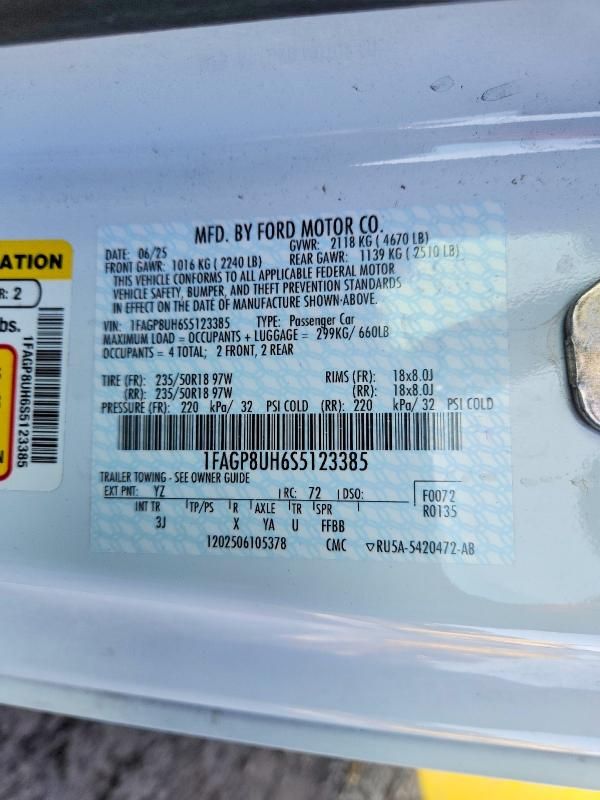 MFD. BY FORD MOTOR CO.
DATE: 06/25 GVWR: 2118 KG ( 4670 LB)
FRONT GAWR: 1016 KG ( 2240 LB) REAR GAWR: 1139 KG ( 2510 LB)
THIS VEHICLE CONFORMS TO ALL APPLICABLE FEDERAL MOTOR
VEHICLE SAFETY, BUMPER, AND THEFT PREVENTION STANDARDS
IN EFFECT ON THE DATE OF MANUFACTURE SHOWN-ABOVE.
VIN: 1FAGP8UH6S5123385 TYPE: Passenger Car
MAXIMUM LOAD = OCCUPANTS + LUGGAGE = 299KG/ 660LB
OCCUPANTS = 4 TOTAL; 2 FRONT, 2 REAR
TIRE (FR): 235/50R18 97W RIMS (FR): 18x8.0J
(RR): 235/50R18 97W (RR): 18x8.0J
PRESSURE (FR): 220 kPa/ 32 PSI COLD (RR): 220 kPa/ 32 PSI COLD
1FAGP8UH6S5123385
TRAILER TOWING - SEE OWNER GUIDE
EXT PNT: YZ RC: 72 DSO: F0072
INT TR TP/PS R AXLE TR SPR R0135
3J X YA U FFBB
1202506105378 CMC ▽RU5A-5420472-AB
ATION
R: 2
bs.
1FAGP8UH6S5123385
N